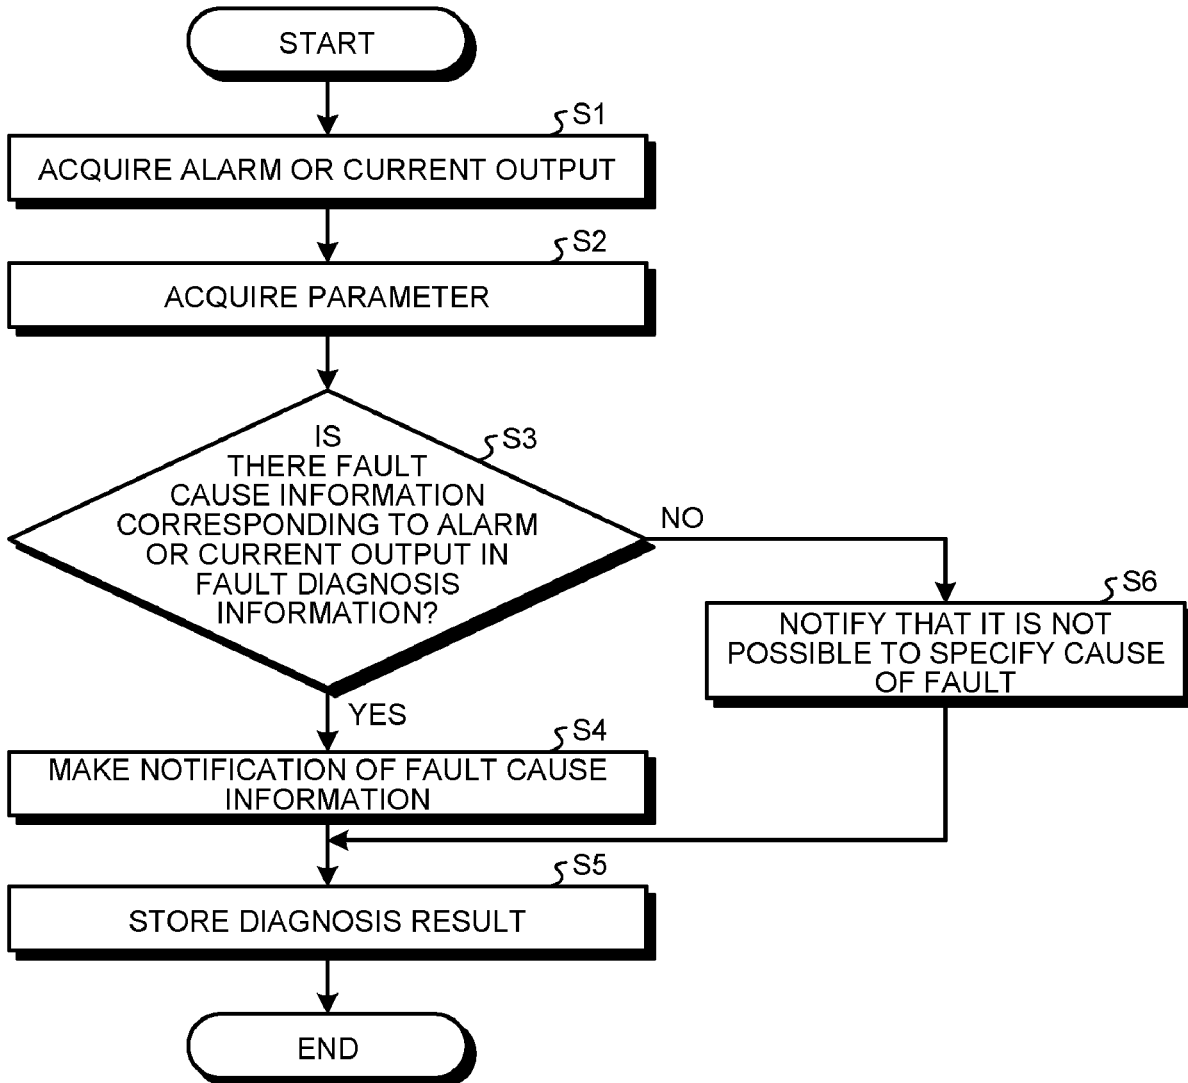 START
S1
ACQUIRE ALARM OR CURRENT OUTPUT
S2
ACQUIRE PARAMETER
S3
IS
THERE FAULT
CAUSE INFORMATION
CORRESPONDING TO ALARM
OR CURRENT OUTPUT IN
FAULT DIAGNOSIS
INFORMATION?
NO
S6
NOTIFY THAT IT IS NOT
POSSIBLE TO SPECIFY CAUSE
OF FAULT
YES
S4
MAKE NOTIFICATION OF FAULT CAUSE
INFORMATION
S5
STORE DIAGNOSIS RESULT
END